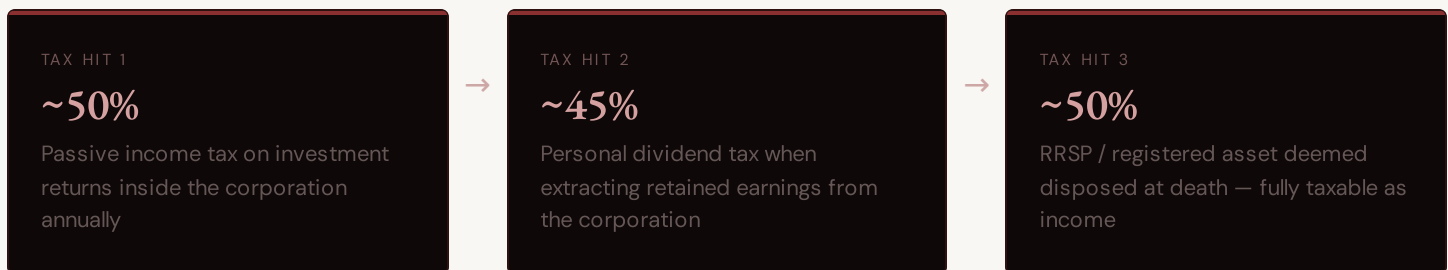 TAX HIT 1
~50%
Passive income tax on investment
returns inside the corporation
annually
→
TAX HIT 2
~45%
Personal dividend tax when
extracting retained earnings from
the corporation
→
TAX HIT 3
~50%
RRSP / registered asset deemed
disposed at death — fully taxable as
income